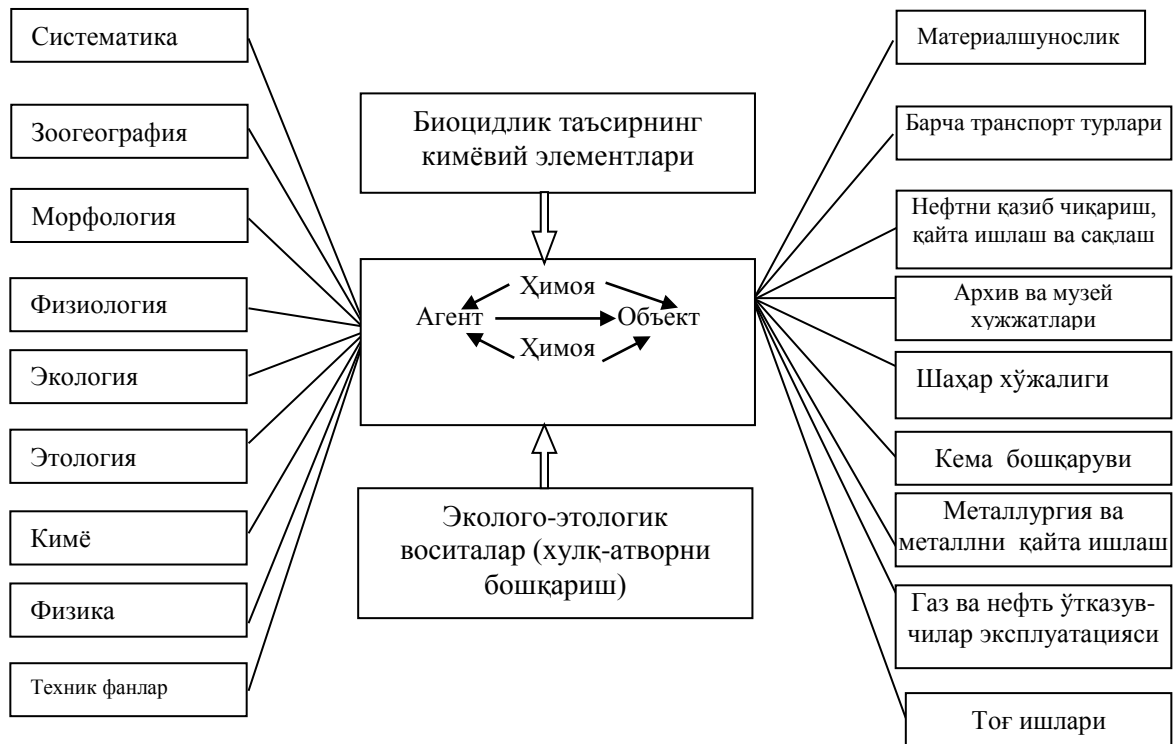 Систематика
Зоогеография
Морфология
Физиология
Экология
Этология
Кимё
Физика
Техник фанлар
Биоцидлик таъсирнинг
кимёвий элементлари
Ҳимоя
Агент Объект
Ҳимоя
Эколого-этологик
воситалар (хулқ-атворни
бошқариш)
Материалшунослик
Барча транспорт турлари
Нефтни қазиб чиқариш,
қайта ишлаш ва сақлаш
Архив ва музей
хужжатлари
Шаҳар хўжалиги
Кема бошқаруви
Металлургия ва
металлни қайта ишлаш
Газ ва нефть ўтказув-
чилар эксплуатацияси
Тоғ ишлари